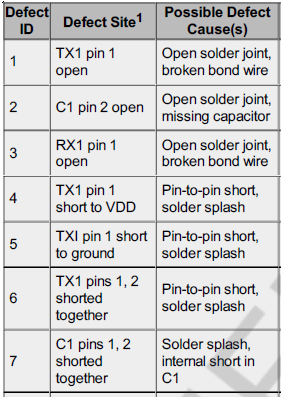 Defect ID Defect Site1 Possible Defect Cause(s)
1 TX1 pin 1 open Open solder joint, broken bond wire
2 C1 pin 2 open Open solder joint, missing capacitor
3 RX1 pin 1 open Open solder joint, broken bond wire
4 TX1 pin 1 short to VDD Pin-to-pin short, solder splash
5 TXI pin 1 short to ground Pin-to-pin short, solder splash
6 TX1 pins 1, 2 shorted together Pin-to-pin short, solder splash
7 C1 pins 1, 2 shorted together Solder splash, internal short in C1